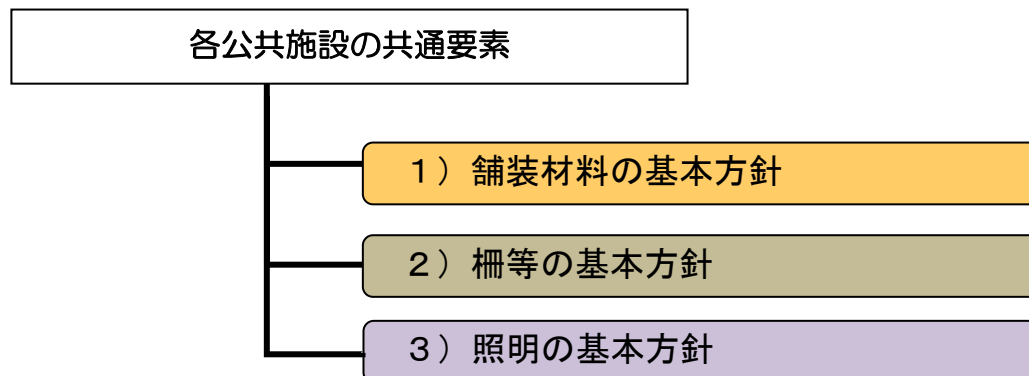 各公共施設の共通要素
１）舗装材料の基本方針
２）柵等の基本方針
３）照明の基本方針